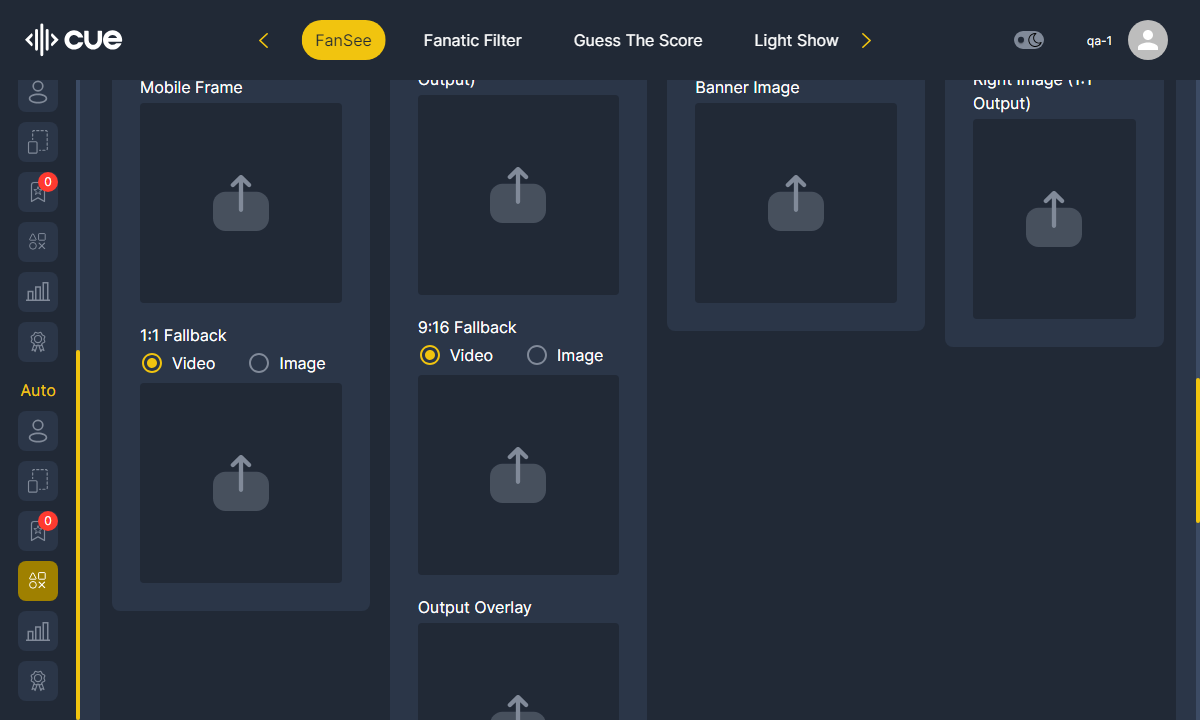 cue
FanSee
Fanatic Filter
Guess The Score
Light Show
qa-1
Mobile Frame
Output)
Banner Image
Right Image (1:1
Output)
0
1:1 Fallback
Video
Image
9:16 Fallback
Video
Image
Auto
0
Output Overlay